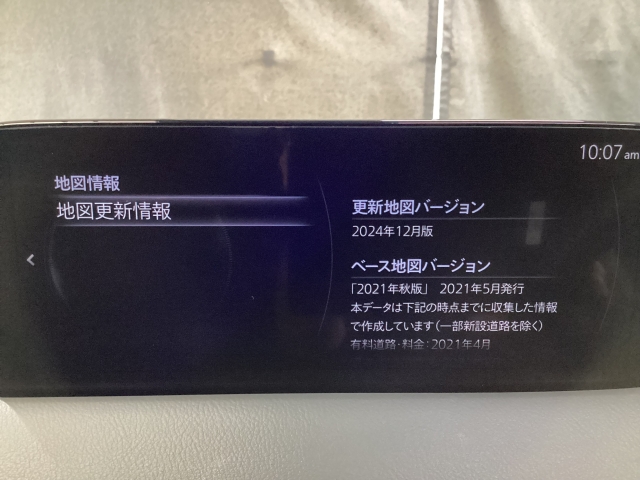 10:07 am
地図情報
地図更新情報
更新地図バージョン
2024年12月版
ベース地図バージョン
「2021年秋版」 2021年5月発行
本データは下記の時点までに収集した情報
で作成しています(一部新設道路を除く)
有料道路・料金:2021年4月